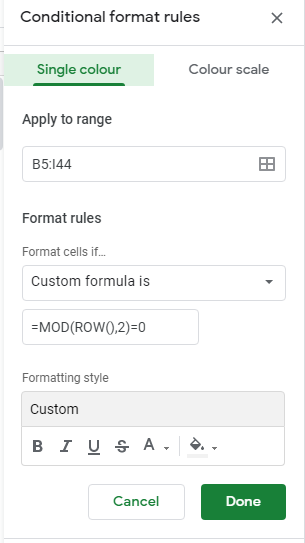 Conditional format rules
Single colour
Colour scale
Apply to range
B5:I44
Format rules
Format cells if...
Custom formula is
=MOD(ROW(),2)=0
Formatting style
Custom
B I U S A
Cancel
Done